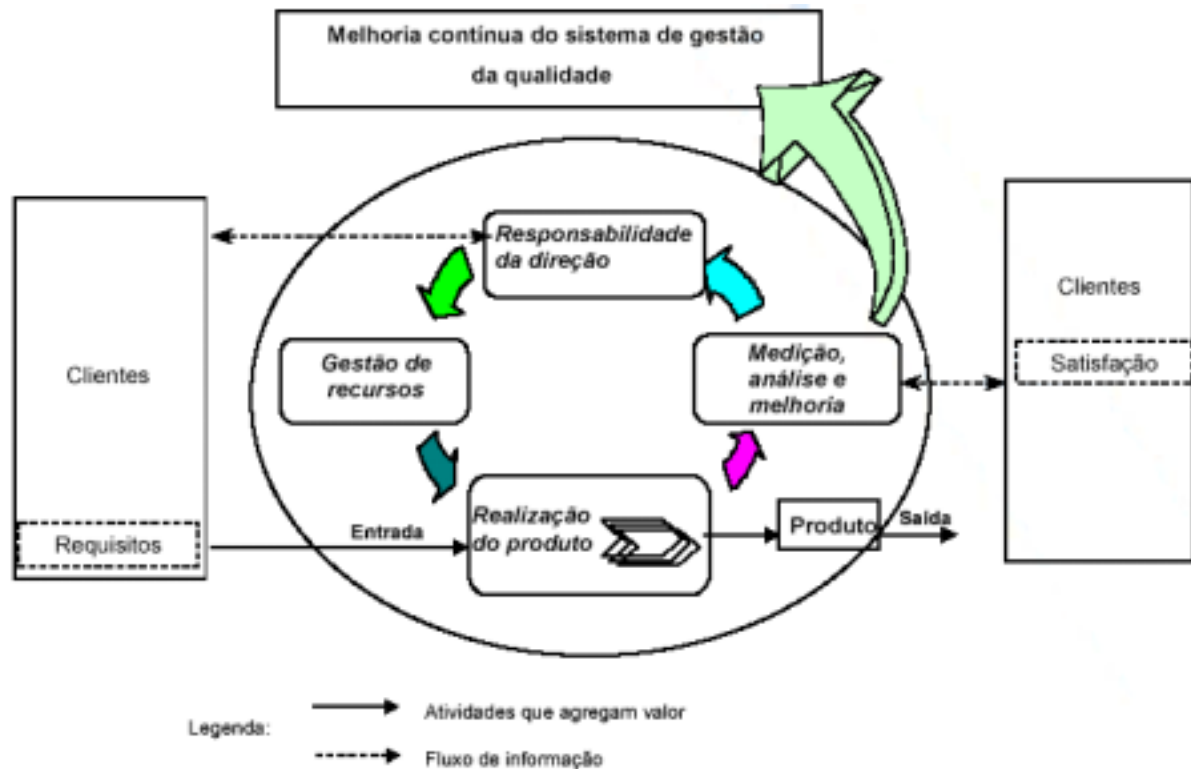 Melhoria contínua do sistema de gestão
da qualidade
Responsabilidade
da direção
Clientes
Gestão de
recursos
Medição,
análise e
melhoria
Clientes
Satisfação
Requisitos
Entrada
Realização
do produto
Produto
Saída
Legenda:
Atividades que agregam valor
Fluxo de informação